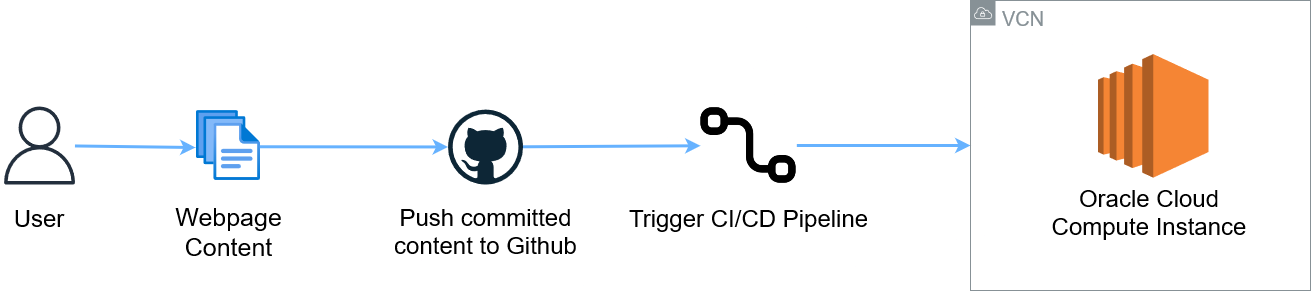 VCN
User
Webpage
Content
Push committed
content to Github
Trigger CI/CD Pipeline
Oracle Cloud
Compute Instance